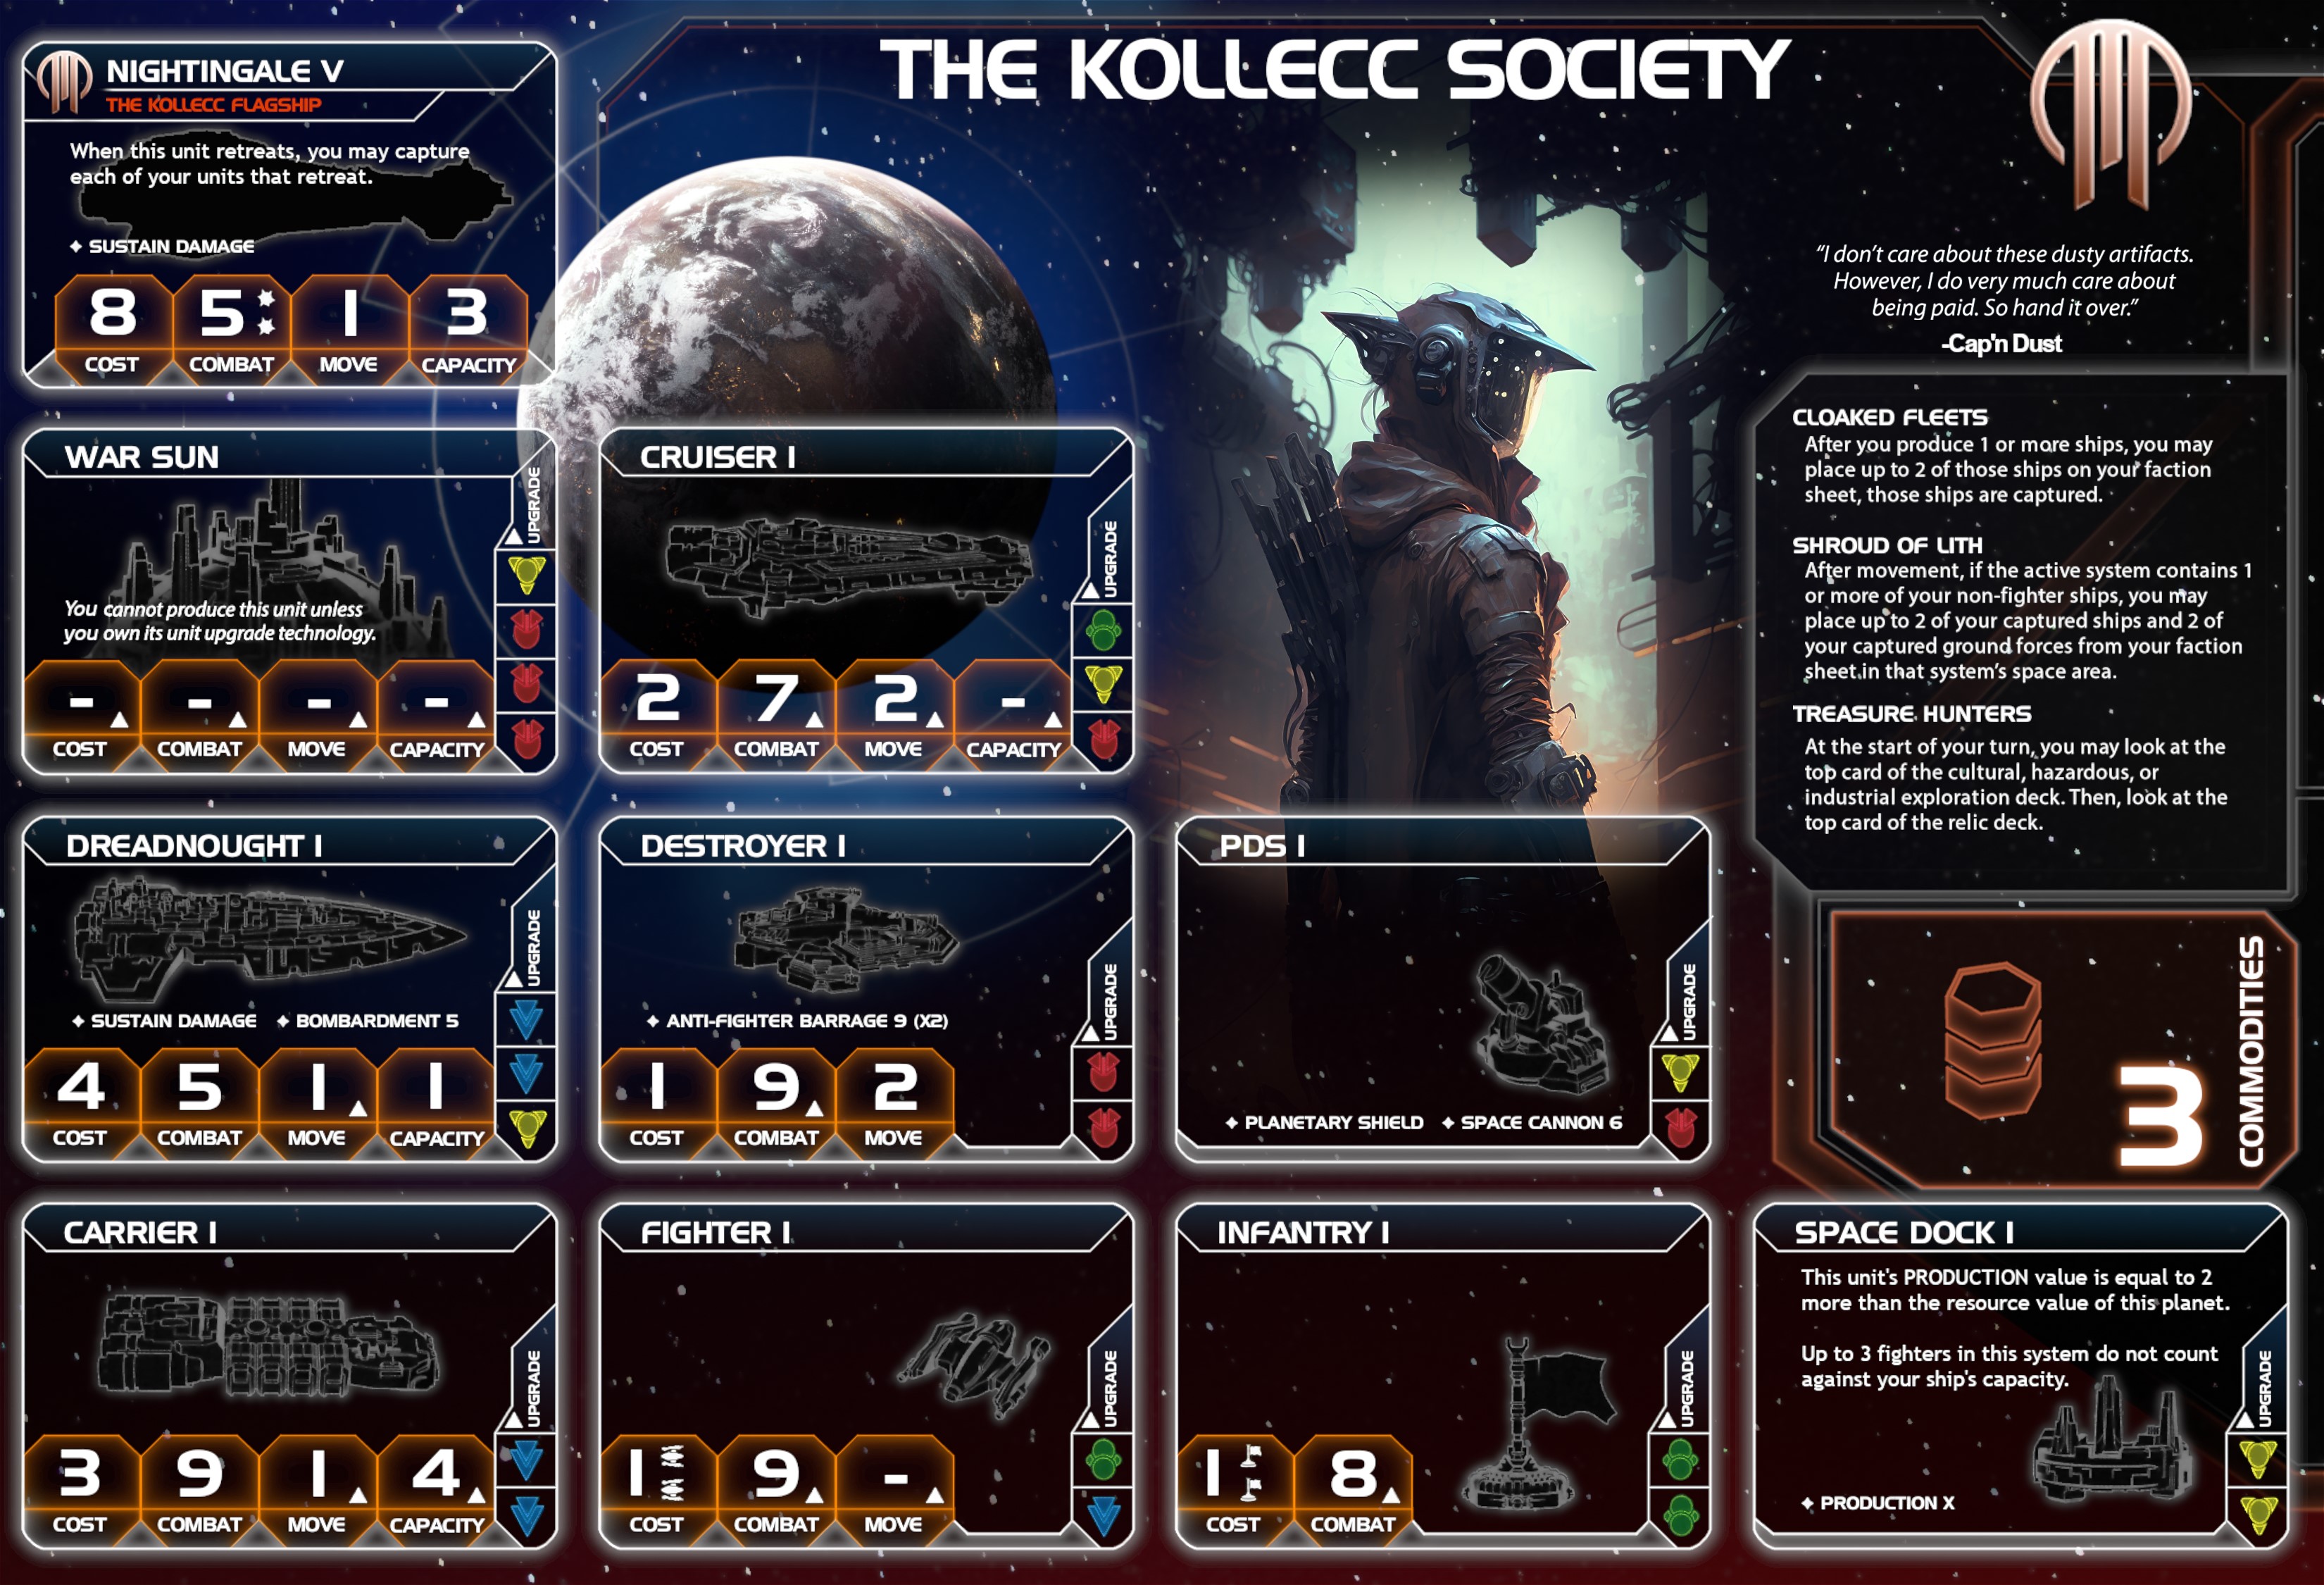 THE KOLLECC SOCIETY
NIGHTINGALE V
THE KOLLECC FLAGSHIP
When this unit retreats, you may capture
each of your units that retreat.
SUSTAIN DAMAGE
8 5 1 3
COST COMBAT MOVE CAPACITY
"I don't care about these dusty artifacts.
However, I do very much care about
being paid. So hand it over."
-Cap'n Dust
CLOAKED FLEETS
After you produce 1 or more ships, you may
place up to 2 of those ships on your faction
sheet, those ships are captured.
SHROUD OF LITH
After movement, if the active system contains 1
or more of your non-fighter ships, you may
place up to 2 of your captured ships and 2 of
your captured ground forces from your faction
sheet in that system's space area.
TREASURE HUNTERS
At the start of your turn, you may look at the
top card of the cultural, hazardous, or
industrial exploration deck. Then, look at the
top card of the relic deck.
WAR SUN
UPGRADE
You cannot produce this unit unless
you own its unit upgrade technology.
- - - -
COST COMBAT MOVE CAPACITY
CRUISER I
UPGRADE
2 7 2 -
COST COMBAT MOVE CAPACITY
DREADNOUGHT I
UPGRADE
SUSTAIN DAMAGE BOMBARDMENT 5
4 5 1 1
COST COMBAT MOVE CAPACITY
DESTROYER I
UPGRADE
ANTI-FIGHTER BARRAGE 9 (X2)
1 9 2
COST COMBAT MOVE
PDS I
UPGRADE
PLANETARY SHIELD SPACE CANNON 6
3
COMMODITIES
CARRIER I
UPGRADE
3 9 1 4
COST COMBAT MOVE CAPACITY
FIGHTER I
UPGRADE
1 9 -
COST COMBAT MOVE
INFANTRY I
UPGRADE
1 8
COST COMBAT
SPACE DOCK I
This unit's PRODUCTION value is equal to 2
more than the resource value of this planet.
Up to 3 fighters in this system do not count
against your ship's capacity.
UPGRADE
PRODUCTION X